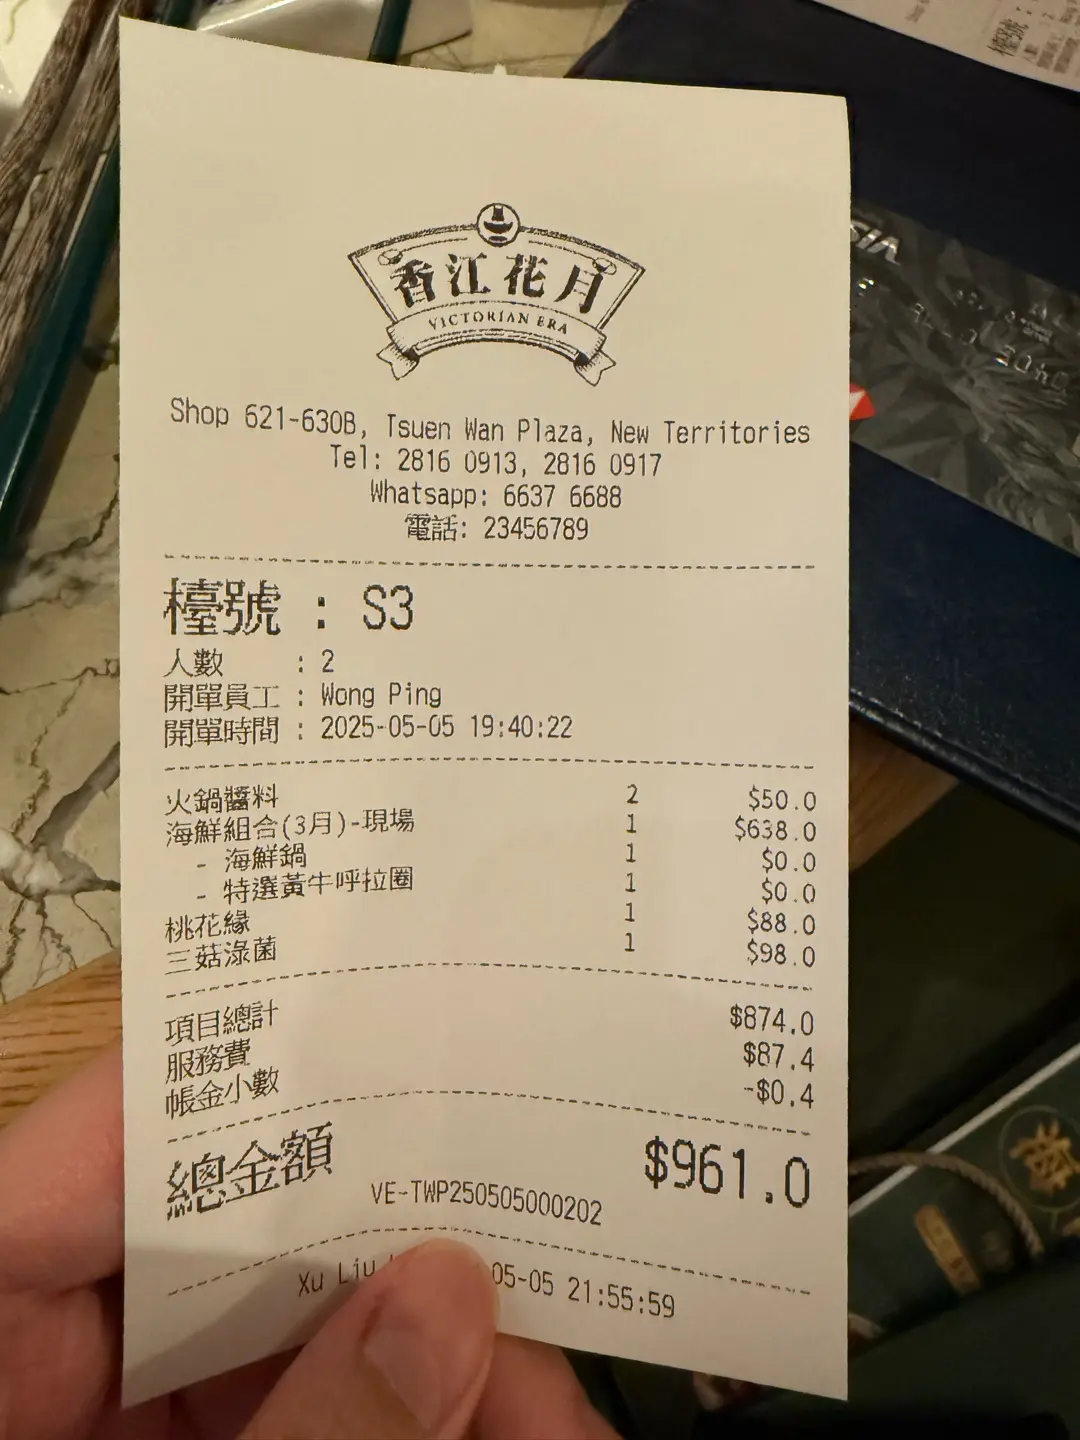 香江花月
VICTORIAN ERA
Shop 621-630B, Tsuen Wan Plaza, New Territories
Tel: 2816 0913, 2816 0917
Whatsapp: 6637 6688
電話: 23456789
檯號 : S3
人數 : 2
開單員工 : Wong Ping
開單時間 : 2025-05-05 19:40:22
火鍋醬料 2 $50.0
海鮮組合(3月)-現場 1 $638.0
- 海鮮鍋 1 $0.0
- 特選黃牛呼拉圈 1 $0.0
桃花緣 1 $88.0
三菇淥菌 1 $98.0
項目總計 $874.0
服務費 $87.4
帳金小數 -$0.4
總金額 $961.0
VE-TWP250505000202
Xu Liu 05-05 21:55:59
檯號 :